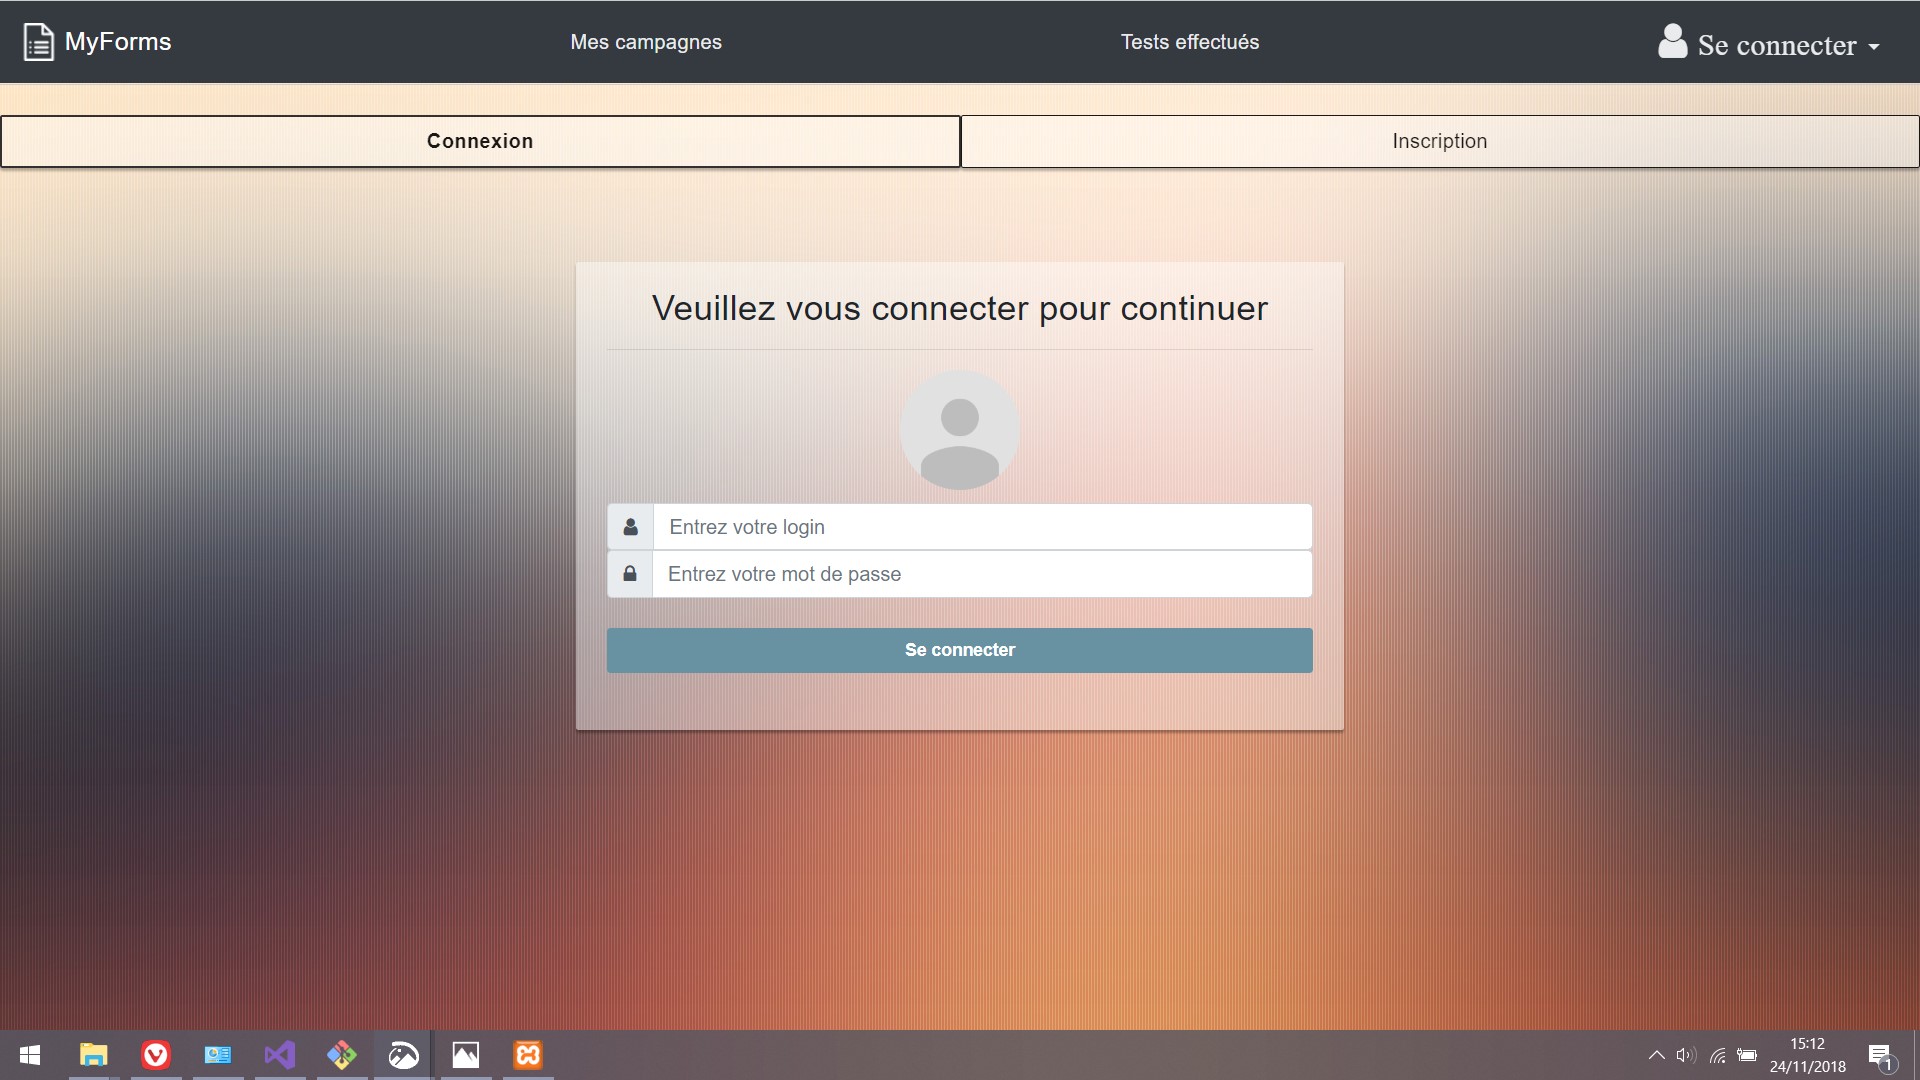 MyForms
Mes campagnes
Tests effectués
Se connecter
Connexion
Inscription
Veuillez vous connecter pour continuer
Entrez votre login
Entrez votre mot de passe
Se connecter
15:12
24/11/2018
1